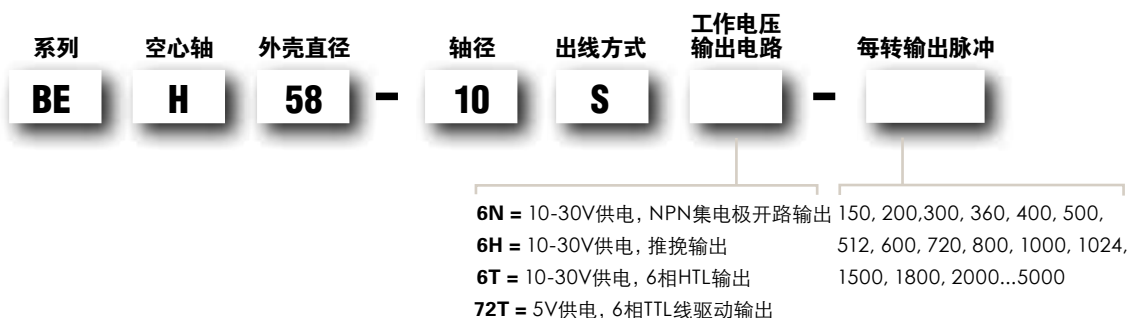 系列 空心轴 外壳直径 轴径 出线方式 工作电压 输出电路 每转输出脉冲
BE H 58 - 10 S -
6N = 10-30V供电, NPN集电极开路输出 150, 200,300, 360, 400, 500,
6H = 10-30V供电, 推挽输出 512, 600, 720, 800, 1000, 1024,
6T = 10-30V供电, 6相HTL输出 1500, 1800, 2000...5000
72T = 5V供电, 6相TTL线驱动输出